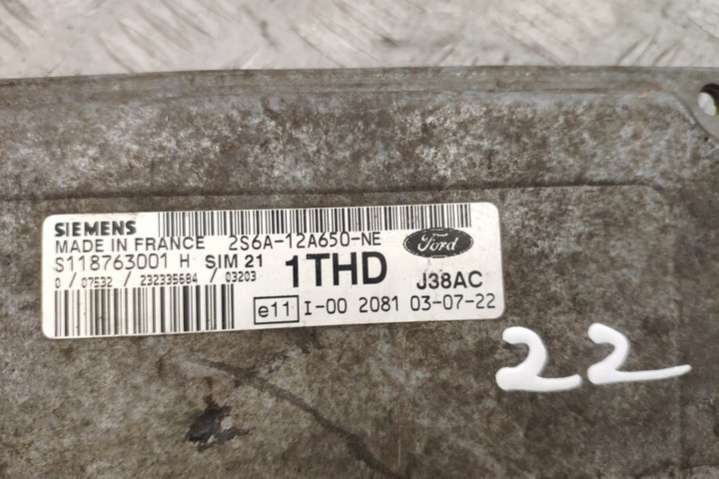 SIEMENS
MADE IN FRANCE 2S6A-12A650-NE
Ford
S118763001 H SIM 21 1THD J38AC
0 / 07532 / 232335684 / 03203
e11 I-00 2081 03-07-22
22